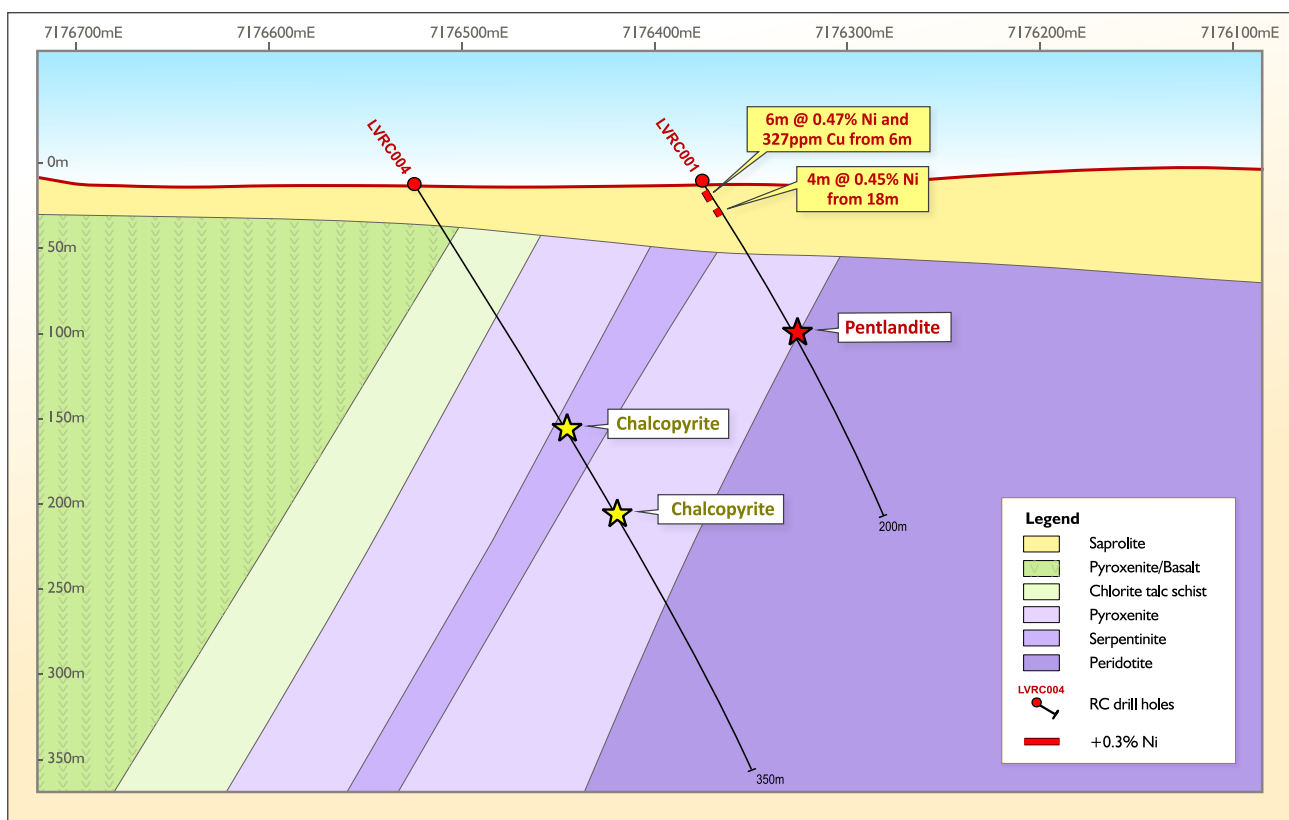 7176700mE
7176600mE
7176500mE
7176400mE
7176300mE
7176200mE
7176100mE
LVRC004
LVRC001
6m @ 0.47% Ni and
327ppm Cu from 6m
4m @ 0.45% Ni
from 18m
0m
50m
100m
150m
200m
250m
300m
350m
Pentlandite
Chalcopyrite
Chalcopyrite
200m
350m
Legend
Saprolite
Pyroxenite/Basalt
Chlorite talc schist
Pyroxenite
Serpentinite
Peridotite
LVRC004
RC drill holes
+0.3% Ni